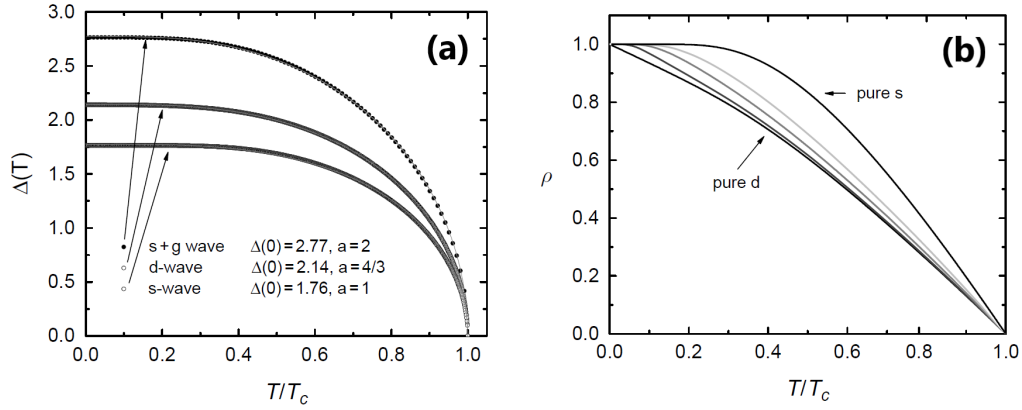 (a)
3.0
2.5
2.0
1.5
1.0
0.5
0.0
Δ(T)
s + g wave Δ(0) = 2.77, a = 2
d-wave Δ(0) = 2.14, a = 4/3
s-wave Δ(0) = 1.76, a = 1
0.0 0.2 0.4 0.6 0.8 1.0
T/Tc
(b)
1.0
0.8
0.6
0.4
0.2
0.0
ρ
pure s
pure d
0.0 0.2 0.4 0.6 0.8 1.0
T/Tc